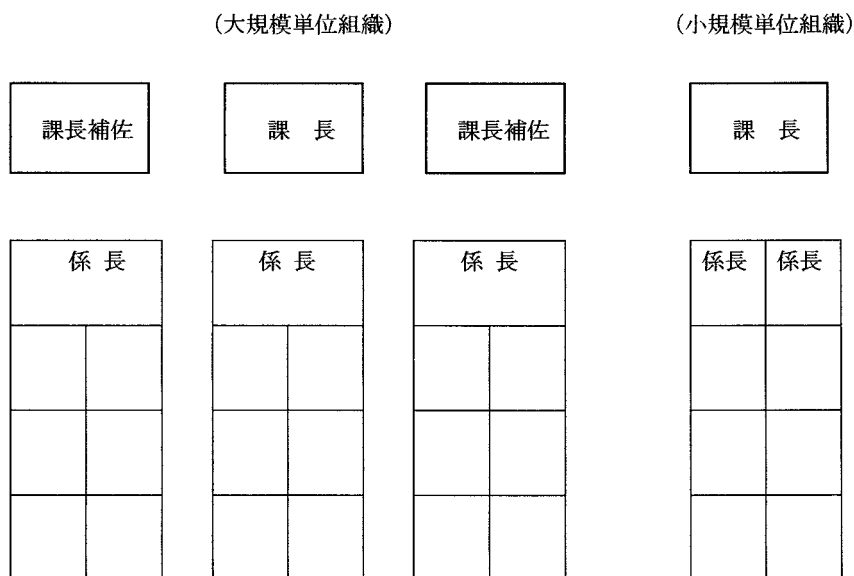 (大規模単位組織) (小規模単位組織)
課長補佐 課 長 課長補佐 課 長
係 長 係 長 係 長 係長 係長